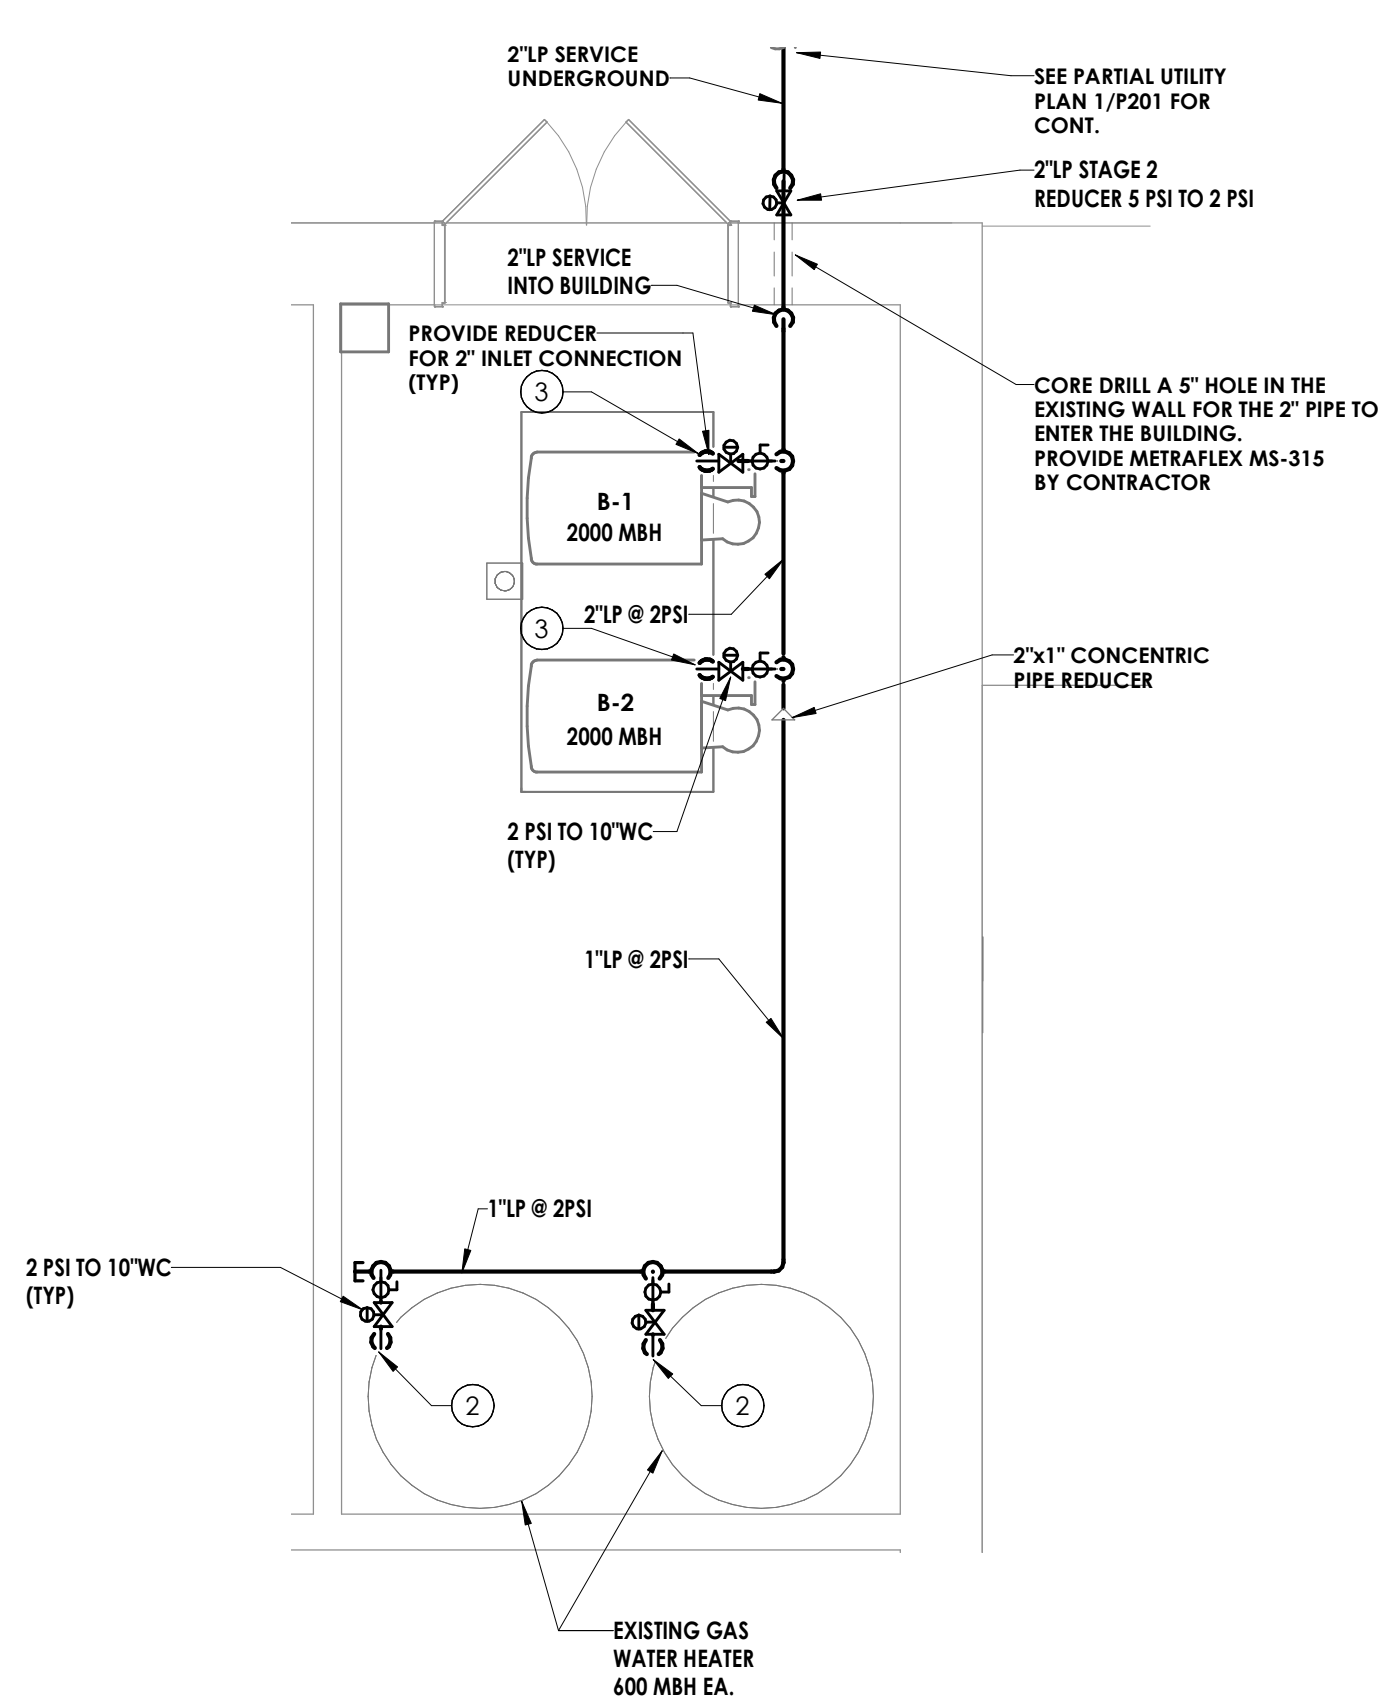 2"LP SERVICE
UNDERGROUND
SEE PARTIAL UTILITY
PLAN 1/P201 FOR
CONT.
2"LP STAGE 2
REDUCER 5 PSI TO 2 PSI
2"LP SERVICE
INTO BUILDING
PROVIDE REDUCER
FOR 2" INLET CONNECTION
(TYP)
3
CORE DRILL A 5" HOLE IN THE
EXISTING WALL FOR THE 2" PIPE TO
ENTER THE BUILDING.
PROVIDE METRAFLEX MS-315
BY CONTRACTOR
B-1
2000 MBH
2"LP @ 2PSI
3
2"x1" CONCENTRIC
PIPE REDUCER
B-2
2000 MBH
2 PSI TO 10"WC
(TYP)
1"LP @ 2PSI
1"LP @ 2PSI
2 PSI TO 10"WC
(TYP)
2
2
EXISTING GAS
WATER HEATER
600 MBH EA.